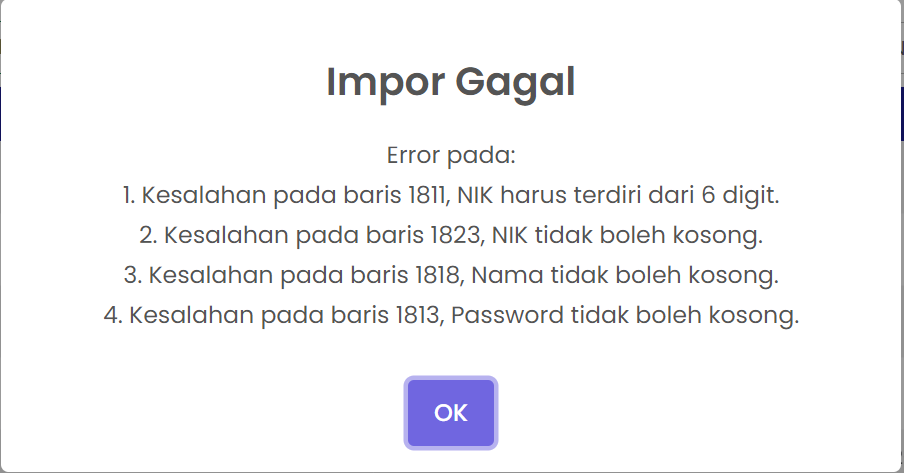 Impor Gagal
Error pada:
1. Kesalahan pada baris 1811, NIK harus terdiri dari 6 digit.
2. Kesalahan pada baris 1823, NIK tidak boleh kosong.
3. Kesalahan pada baris 1818, Nama tidak boleh kosong.
4. Kesalahan pada baris 1813, Password tidak boleh kosong.
OK